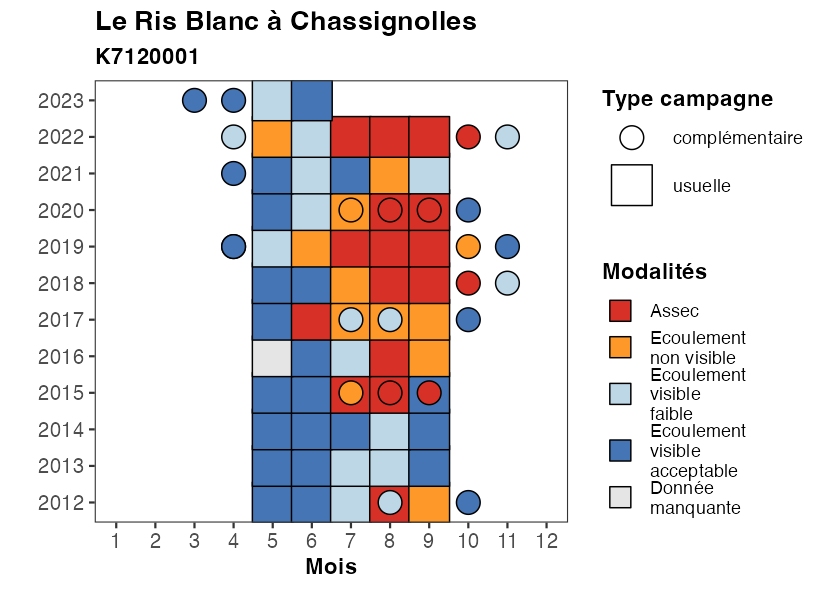 Le Ris Blanc à Chassignolles
K7120001
2023
2022
2021
2020
2019
2018
2017
2016
2015
2014
2013
2012
1 2 3 4 5 6 7 8 9 10 11 12
Mois
Type campagne
complémentaire
usuelle
Modalités
Assec
Ecoulement
non visible
Ecoulement
visible
faible
Ecoulement
visible
acceptable
Donnée
manquante